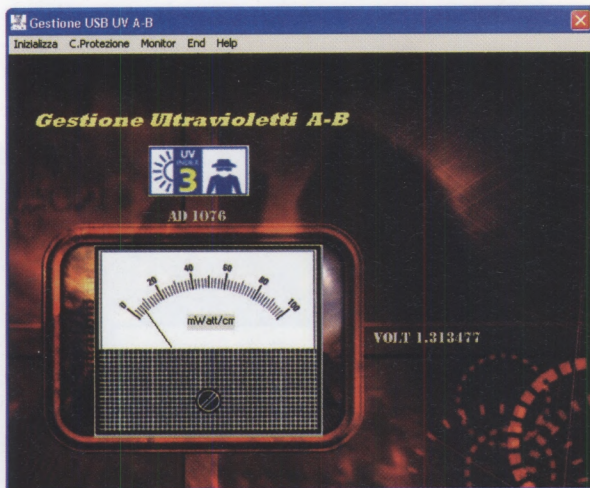 Gestione USB UV A-B
Inizializza C.Protezione Monitor End Help
Gestione Ultravioletti A-B
UV
INDEX
3
AD 1076
0 20 40 60 80 100
mWatt/cm
VOLT 1.313477